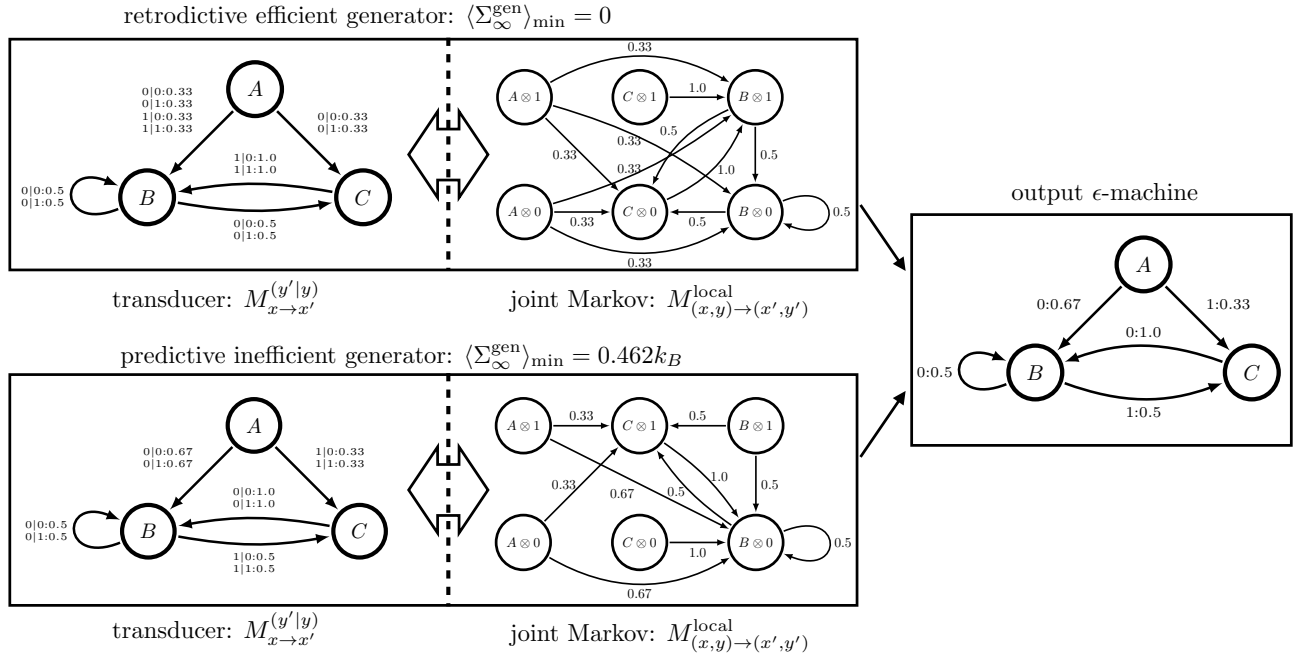 retrodictive efficient generator: ⟨Σ∞^gen⟩min = 0
A
0|0:0.33
0|1:0.33
1|0:0.33
1|1:0.33
0|0:0.33
0|1:0.33
1|0:1.0
1|1:1.0
0|0:0.5
0|1:0.5
B
C
0|0:0.5
0|1:0.5
0.33
A ⊗ 1
C ⊗ 1
1.0
B ⊗ 1
0.33
0.33
0.5
0.5
0.33
1.0
A ⊗ 0
0.33
C ⊗ 0
0.5
B ⊗ 0
0.5
0.33
transducer: M_{x→x′}^{(y′|y)}
joint Markov: M_{(x,y)→(x′,y′)}^{local}
predictive inefficient generator: ⟨Σ∞^gen⟩min = 0.462k_B
A
0|0:0.67
0|1:0.67
1|0:0.33
1|1:0.33
0|0:1.0
0|1:1.0
0|0:0.5
0|1:0.5
B
C
1|0:0.5
1|1:0.5
A ⊗ 1
0.33
C ⊗ 1
0.5
B ⊗ 1
0.33
0.67
0.5
1.0
0.5
A ⊗ 0
C ⊗ 0
1.0
B ⊗ 0
0.5
0.67
transducer: M_{x→x′}^{(y′|y)}
joint Markov: M_{(x,y)→(x′,y′)}^{local}
output ϵ-machine
A
0:0.67
1:0.33
0:1.0
0:0.5
B
C
1:0.5